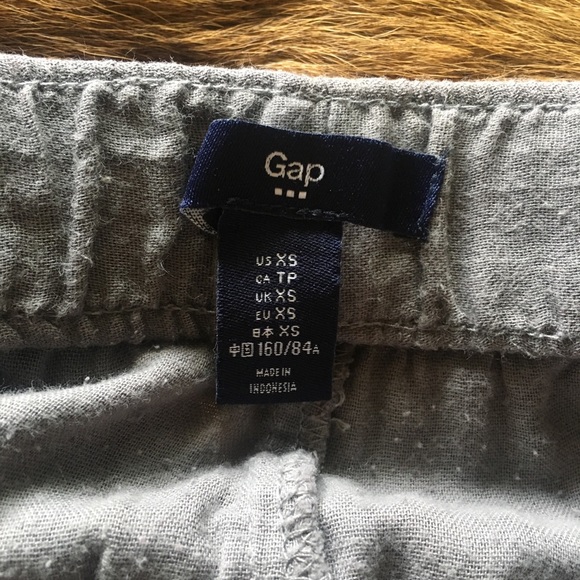 Gap
US XS
CA TP
UK XS
EU XS
日本 XS
中国 160/84A
MADE IN
INDONESIA